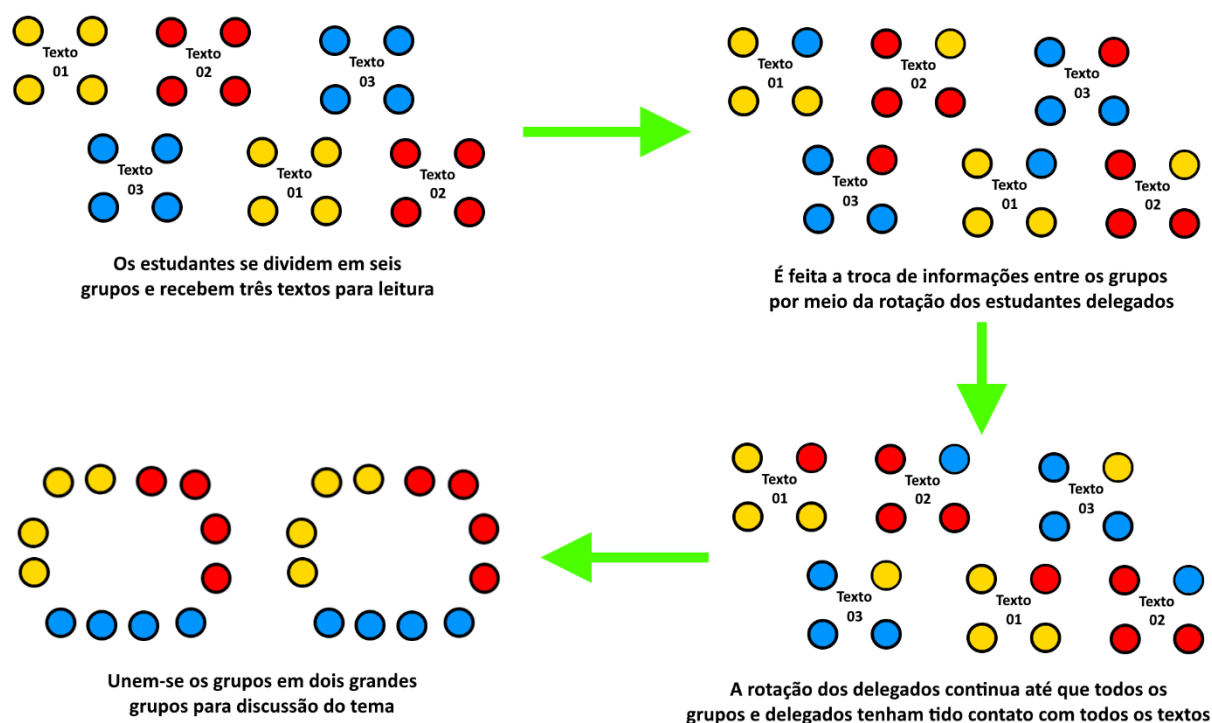 Texto
01
Texto
02
Texto
03
Texto
03
Texto
01
Texto
02
Os estudantes se dividem em seis
grupos e recebem três textos para leitura
Texto
01
Texto
02
Texto
03
Texto
03
Texto
01
Texto
02
É feita a troca de informações entre os grupos
por meio da rotação dos estudantes delegados
Texto
01
Texto
02
Texto
03
Texto
03
Texto
01
Texto
02
A rotação dos delegados continua até que todos os
grupos e delegados tenham tido contato com todos os textos
Unem-se os grupos em dois grandes
grupos para discussão do tema